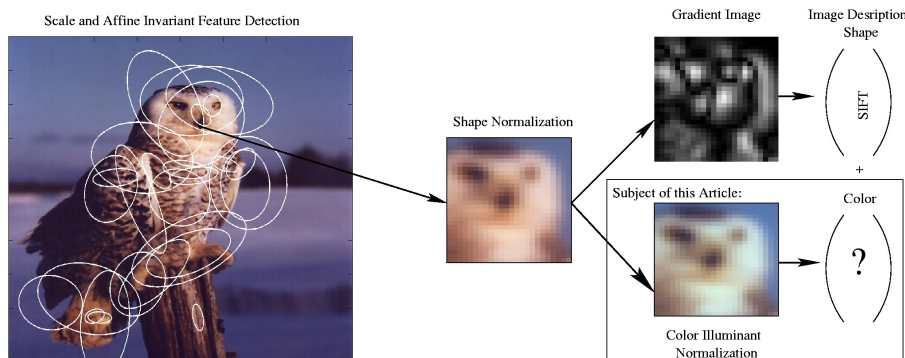 Scale and Affine Invariant Feature Detection
Shape Normalization
Gradient Image
Image Desription
Shape
SIFT
+
Subject of this Article:
Color
?
Color Illuminant
Normalization